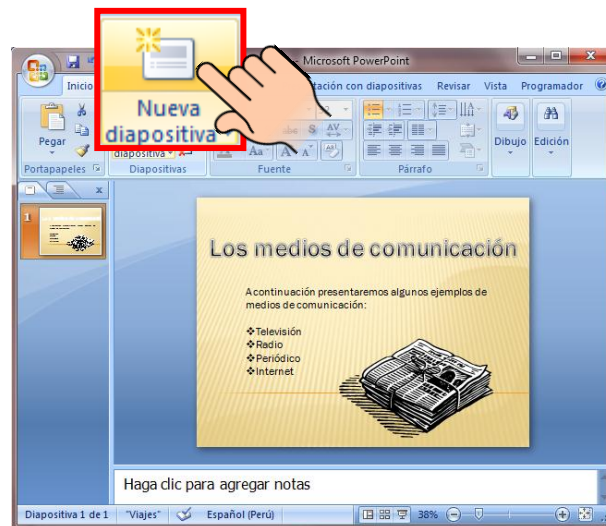 - Microsoft PowerPoint
Inicio
tación con diapositivas Revisar Vista Programador
Nueva
diapositiva
Pegar
diapositiva
Dibujo Edición
Portapapeles Diapositivas Fuente Párrafo
1
Los medios de comunicación
A continuación presentaremos algunos ejemplos de
medios de comunicación:
❖Televisión
❖Radio
❖Periódico
❖Internet
Haga clic para agregar notas
Diapositiva 1 de 1 "Viajes" Español (Perú) 38%